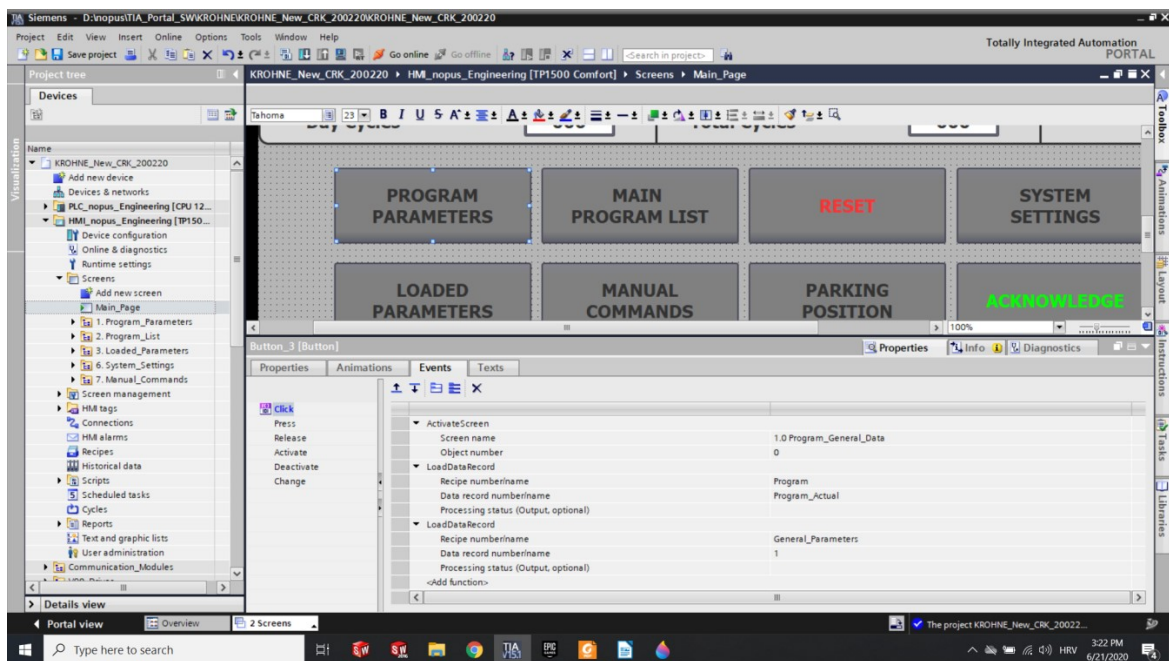 Siemens - D:\nopus\TIA_Portal_SW\KROHNE\KROHNE_New_CRK_200220\KROHNE_New_CRK_200220
Project Edit View Insert Online Options Tools Window Help
Totally Integrated Automation
PORTAL
Save project Go online Go offline <Search in project>
Project tree
KROHNE_New_CRK_200220 HMI_nopus_Engineering [TP1500 Comfort] Screens Main_Page
Devices
Tahoma 23 B I U S
Name
KROHNE_New_CRK_200220
Add new device
Devices & networks
PLC_nopus_Engineering [CPU 12...
HMI_nopus_Engineering [TP150...
Device configuration
Online & diagnostics
Runtime settings
Screens
Add new screen
Main_Page
1. Program_Parameters
2. Program_List
3. Loaded_Parameters
6. System_Settings
7. Manual_Commands
Screen management
HMI tags
Connections
HMI alarms
Recipes
Historical data
Scripts
Scheduled tasks
Cycles
Reports
Text and graphic lists
User administration
Communication_Modules
Details view
Visualization
PROGRAM
PARAMETERS
MAIN
PROGRAM LIST
RESET
SYSTEM
SETTINGS
LOADED
PARAMETERS
MANUAL
COMMANDS
PARKING
POSITION
ACKNOWLEDGE
100%
Button_3 [Button]
Properties Info Diagnostics
Properties Animations Events Texts
Click
Press
Release
Activate
Deactivate
Change
ActivateScreen
Screen name 1.0 Program_General_Data
Object number 0
LoadDataRecord
Recipe number/name Program
Data record number/name Program_Actual
Processing status (Output, optional)
LoadDataRecord
Recipe number/name General_Parameters
Data record number/name 1
Processing status (Output, optional)
<Add function>
Toolbox
Animations
Layout
Instructions
Tasks
Libraries
Portal view Overview 2 Screens
The project KROHNE_New_CRK_20022...
Type here to search
HRV
3:22 PM
6/21/2020